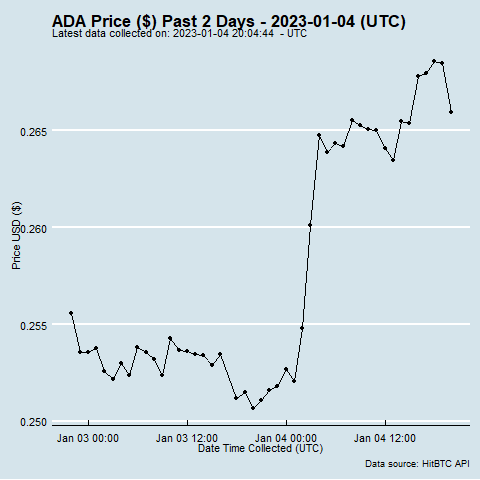 ADA Price ($) Past 2 Days - 2023-01-04 (UTC)
Latest data collected on: 2023-01-04 20:04:44 - UTC
0.265
0.260
0.255
0.250
Price USD ($)
Jan 03 00:00 Jan 03 12:00 Jan 04 00:00 Jan 04 12:00
Date Time Collected (UTC)
Data source: HitBTC API